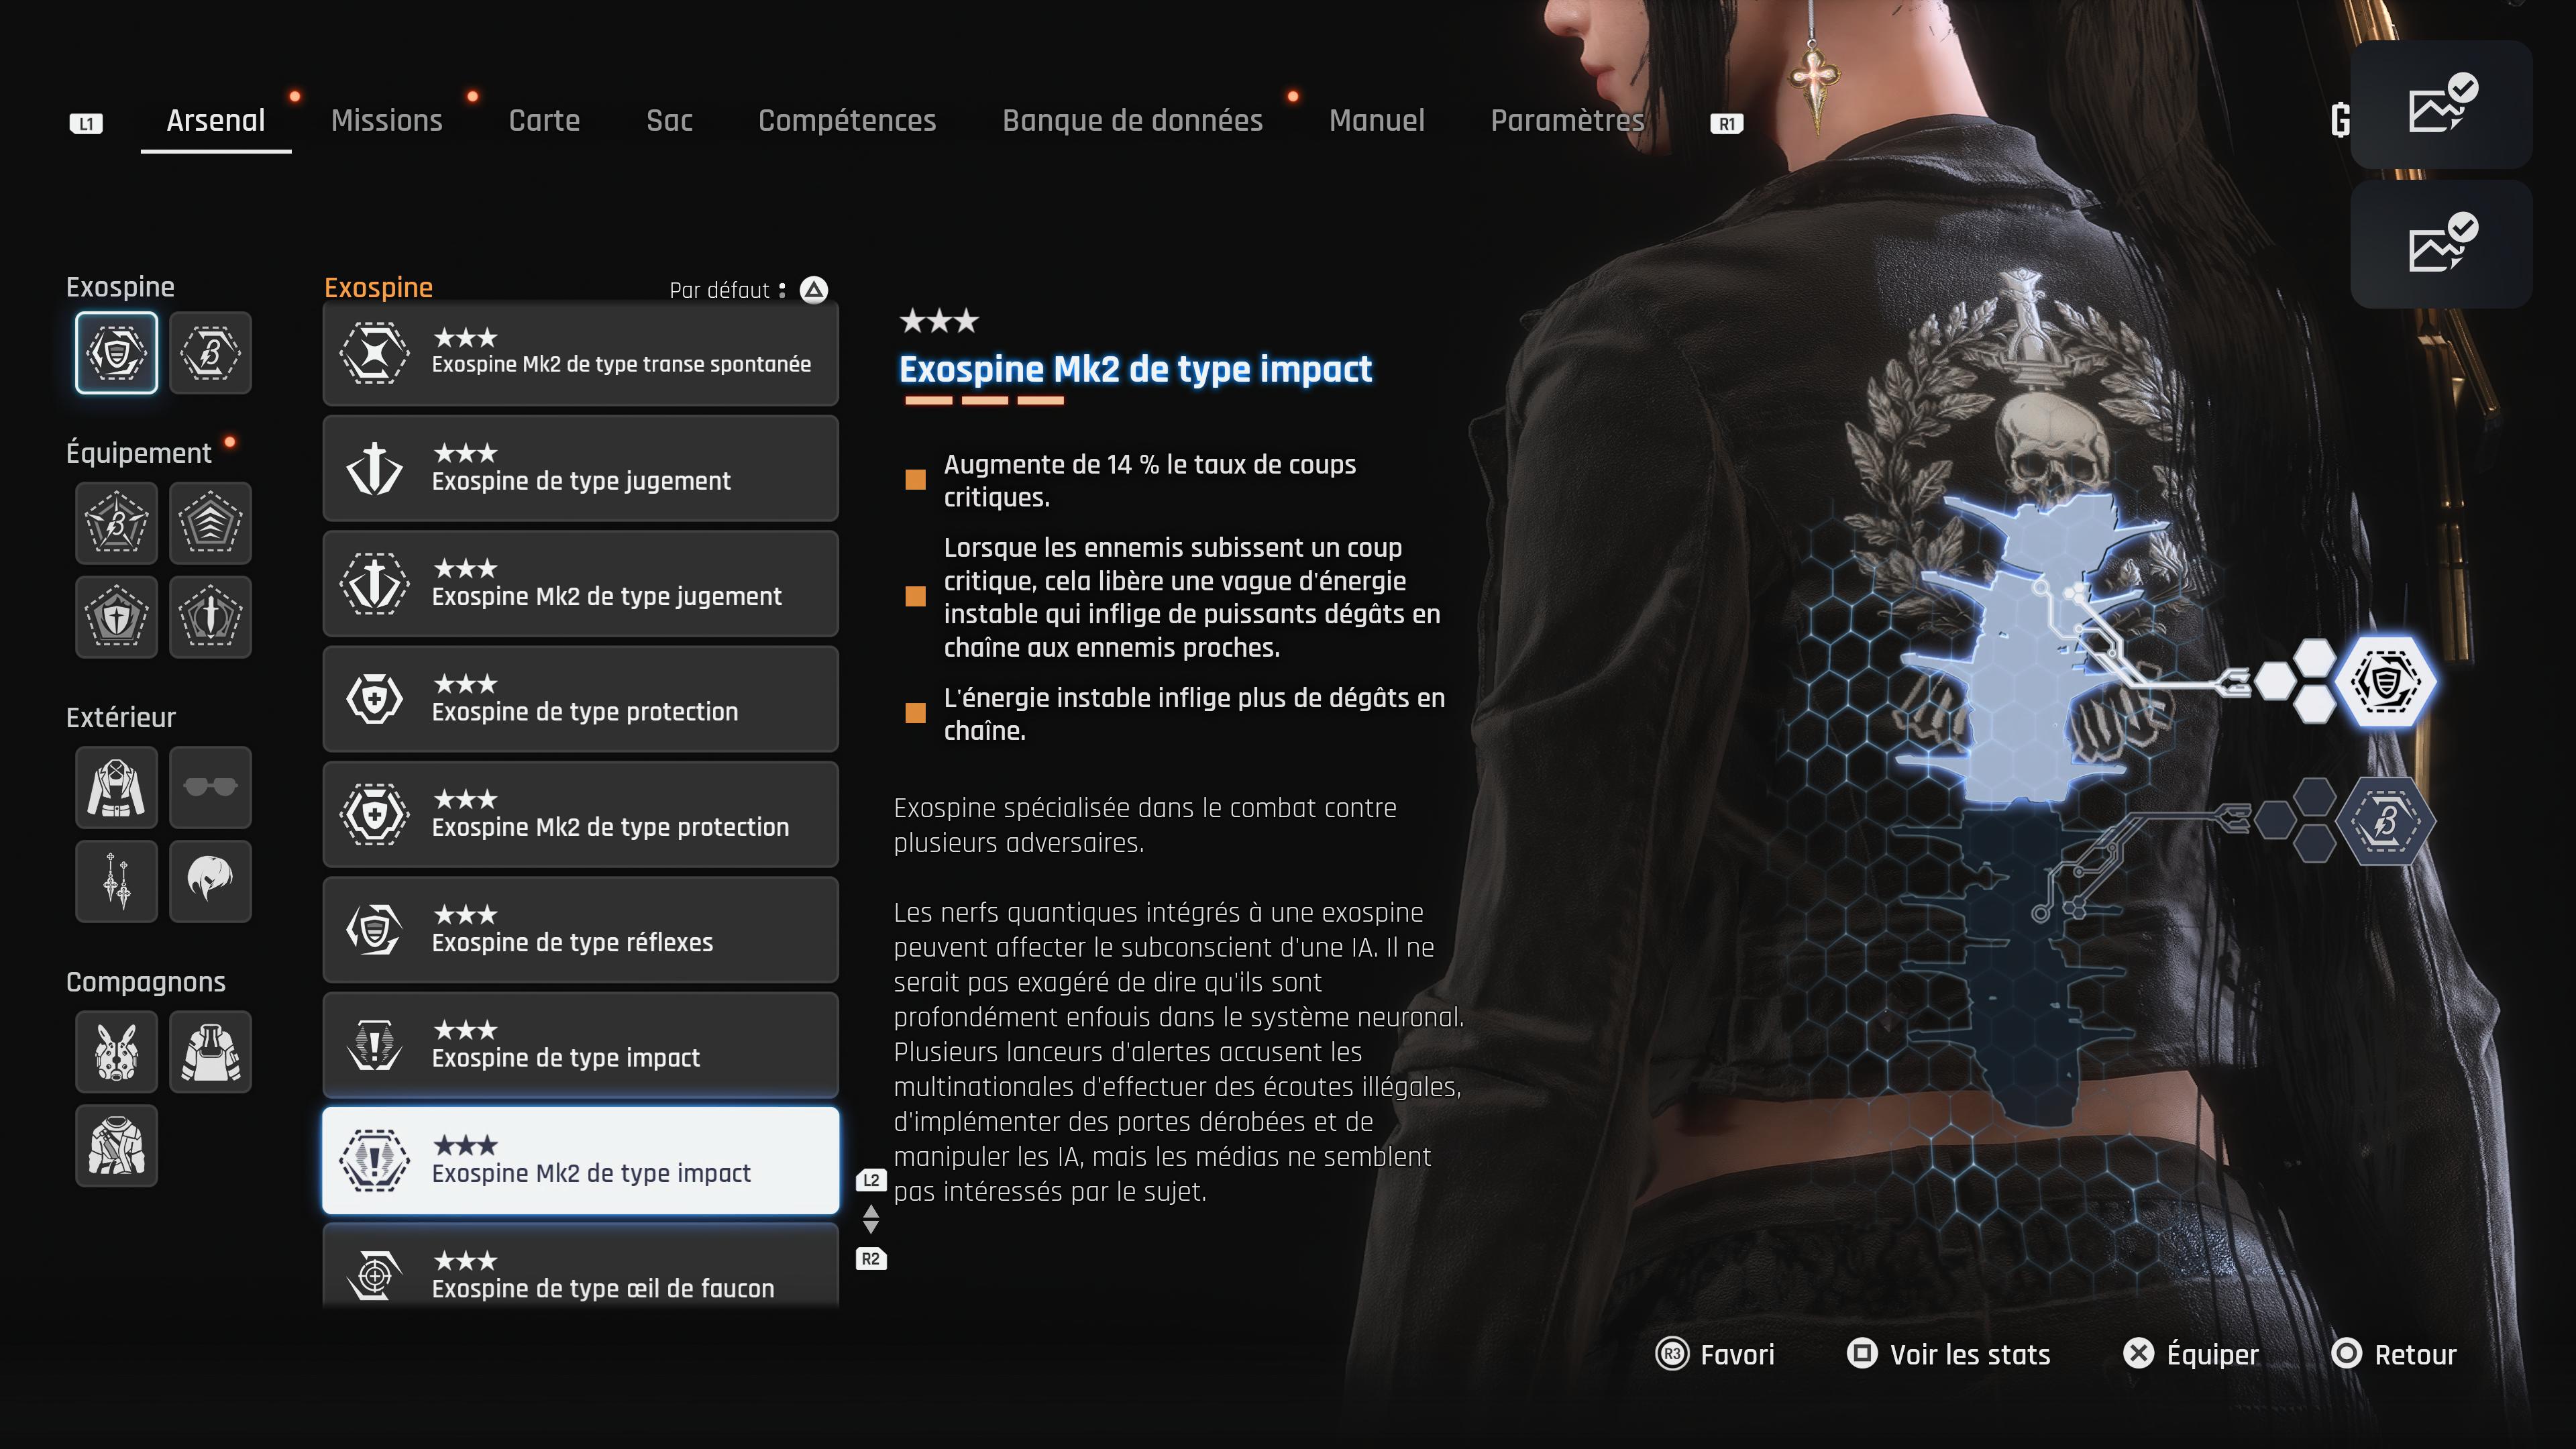 L1
Arsenal
Missions
Carte
Sac
Compétences
Banque de données
Manuel
Paramètres
R1
G
Exospine
Équipement
Extérieur
Compagnons
Exospine
Par défaut :
Exospine Mk2 de type transe spontanée
Exospine de type jugement
Exospine Mk2 de type jugement
Exospine de type protection
Exospine Mk2 de type protection
Exospine de type réflexes
Exospine de type impact
Exospine Mk2 de type impact
Exospine de type œil de faucon
L2
R2
Exospine Mk2 de type impact
Augmente de 14 % le taux de coups
critiques.
Lorsque les ennemis subissent un coup
critique, cela libère une vague d'énergie
instable qui inflige de puissants dégâts en
chaîne aux ennemis proches.
L'énergie instable inflige plus de dégâts en
chaîne.
Exospine spécialisée dans le combat contre
plusieurs adversaires.
Les nerfs quantiques intégrés à une exospine
peuvent affecter le subconscient d'une IA. Il ne
serait pas exagéré de dire qu'ils sont
profondément enfouis dans le système neuronal.
Plusieurs lanceurs d'alertes accusent les
multinationales d'effectuer des écoutes illégales,
d'implémenter des portes dérobées et de
manipuler les IA, mais les médias ne semblent
pas intéressés par le sujet.
R3 Favori
Voir les stats
Équiper
Retour